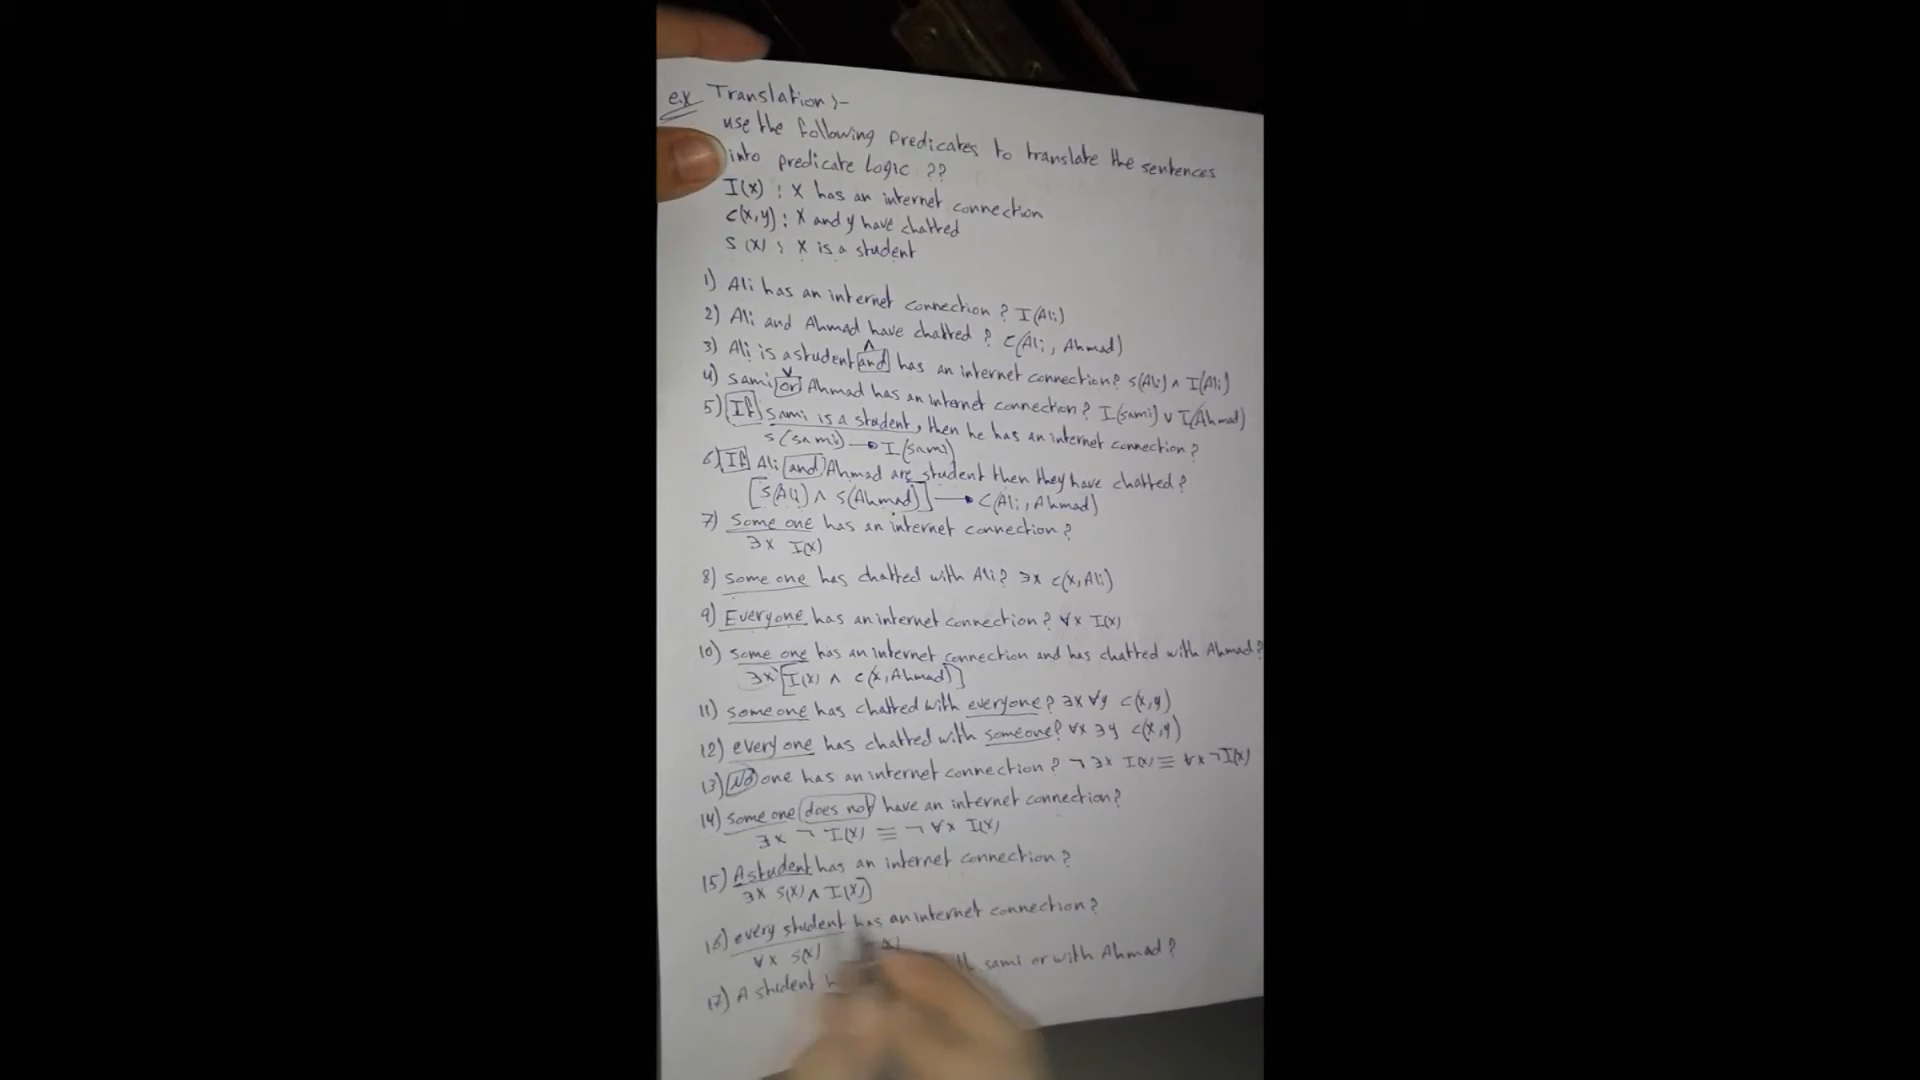 e.x Translation :-
use the following predicates to translate the sentences
into predicate Logic ??
I(x) : x has an internet connection
C(x,y) : x and y have chatted
S(x) : x is a student
1) Ali has an internet connection ? I(Ali)
2) Ali and Ahmad have chatted ? C(Ali, Ahmad)
∧
3) Ali is a student and has an internet connection? S(Ali) ∧ I(Ali)
∨
4) Sami or Ahmad has an internet connection? I(sami) ∨ I(Ahmad)
5) If Sami is a student, then he has an internet connection ?
S(sami) → I(sami)
6) If Ali and Ahmad are student then they have chatted ?
[S(Ali) ∧ S(Ahmad)] → C(Ali, Ahmad)
7) Some one has an internet connection ?
∃x I(x)
8) Some one has chatted with Ali? ∃x C(x, Ali)
9) Everyone has an internet connection? ∀x I(x)
10) some one has an internet connection and has chatted with Ahmad?
∃x [I(x) ∧ C(x, Ahmad)]
11) someone has chatted with everyone? ∃x ∀y C(x,y)
12) every one has chatted with someone? ∀x ∃y C(x,y)
13) No one has an internet connection ? ¬∃x I(x) ≡ ∀x ¬I(x)
14) Some one does not have an internet connection?
∃x ¬ I(x) ≡ ¬ ∀x I(x)
15) A student has an internet connection ?
∃x S(x) ∧ I(x)]
16) every student has an internet connection?
∀x S(x)
17) A student sami or with Ahmad?